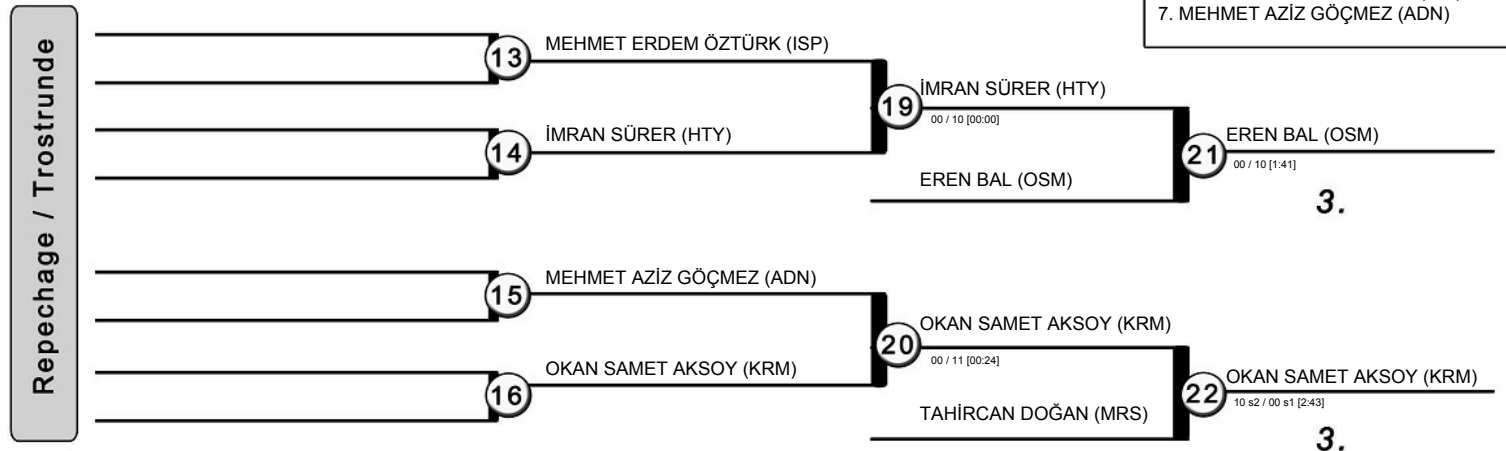 7. MEHMET AZİZ GÖÇMEZ (ADN)
Repechage / Trostrunde
13
MEHMET ERDEM ÖZTÜRK (ISP)
19
İMRAN SÜRER (HTY)
00 / 10 [00:00]
14
İMRAN SÜRER (HTY)
21
EREN BAL (OSM)
00 / 10 [1:41]
EREN BAL (OSM)
3.
15
MEHMET AZİZ GÖÇMEZ (ADN)
20
OKAN SAMET AKSOY (KRM)
00 / 11 [00:24]
16
OKAN SAMET AKSOY (KRM)
22
OKAN SAMET AKSOY (KRM)
10 s2 / 00 s1 [2:43]
TAHİRCAN DOĞAN (MRS)
3.